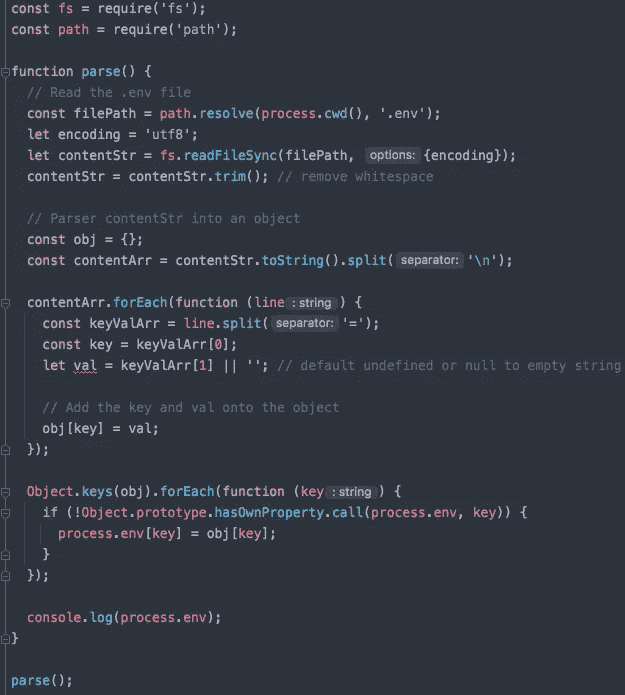 const fs = require('fs');
const path = require('path');
function parse() {
// Read the .env file
const filePath = path.resolve(process.cwd(), '.env');
let encoding = 'utf8';
let contentStr = fs.readFileSync(filePath, options: {encoding});
contentStr = contentStr.trim(); // remove whitespace
// Parser contentStr into an object
const obj = {};
const contentArr = contentStr.toString().split( separator: '\n');
contentArr.forEach(function (line : string ) {
const keyValArr = line.split( separator: '=');
const key = keyValArr[0];
let val = keyValArr[1] || ''; // default undefined or null to empty string
// Add the key and val onto the object
obj[key] = val;
});
Object.keys(obj).forEach(function (key : string ) {
if (!Object.prototype.hasOwnProperty.call(process.env, key)) {
process.env[key] = obj[key];
}
});
console.log(process.env);
}
parse();